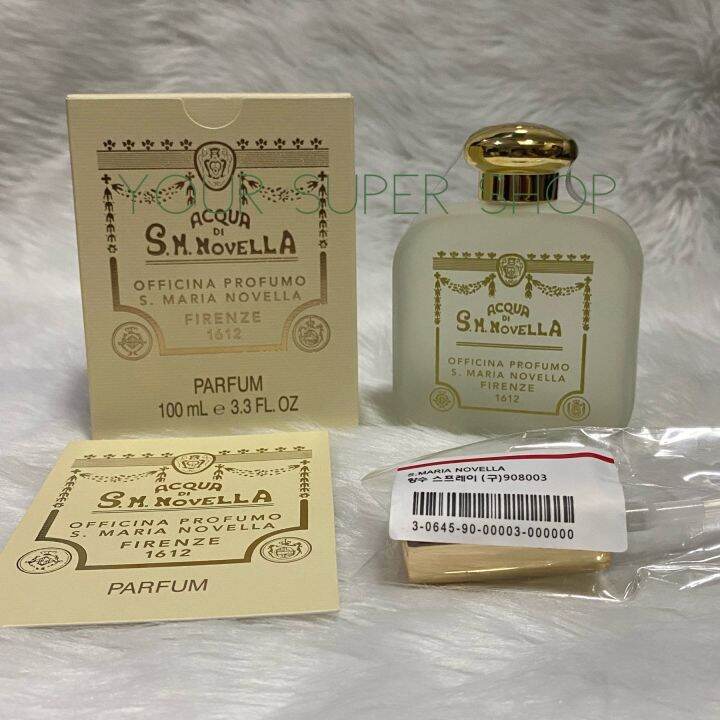 YOUR SUPER SHOP
ACQUA
DI
S.M.NOVELLA
OFFICINA PROFUMO
S. MARIA NOVELLA
FIRENZE
1612
PARFUM
100 mL e 3.3 FL. OZ
ACQUA
DI
S.M.NOVELLA
OFFICINA PROFUMO
S. MARIA NOVELLA
FIRENZE
1612
ACQUA
DI
S.M.NOVELLA
OFFICINA PROFUMO
S. MARIA NOVELLA
FIRENZE
1612
PARFUM
S.MARIA NOVELLA
향수 스프레이 (구)908003
3-0645-90-00003-000000